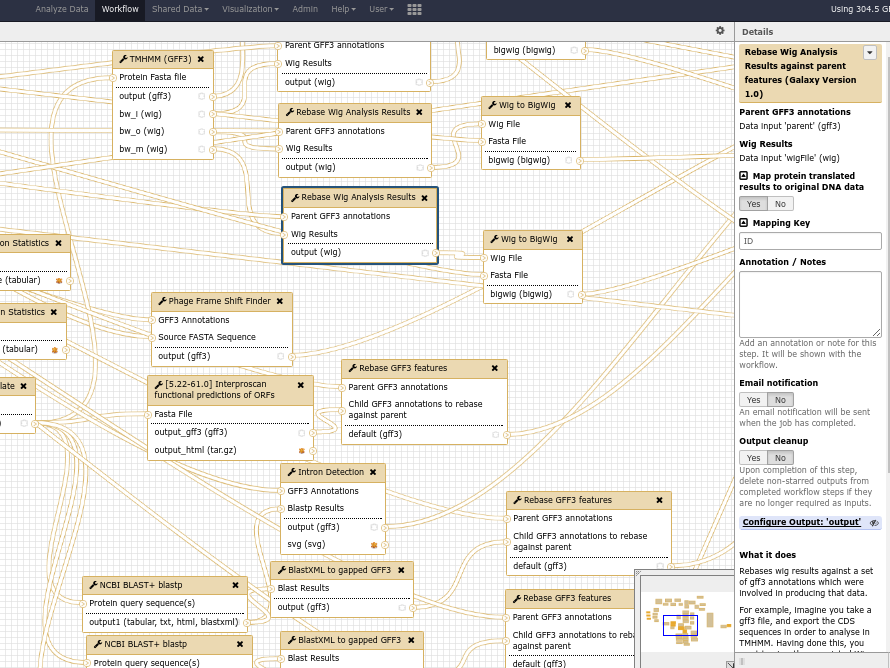 Analyze Data Workflow Shared Data Visualization Admin Help User Using 304.5 G
Details
Parent GFF3 annotations
Wig Results
output (wig)
bigwig (bigwig)
TMHMM (GFF3)
Protein Fasta file
output (gff3)
bw_i (wig)
bw_o (wig)
bw_m (wig)
Rebase Wig Analysis Results
Parent GFF3 annotations
Wig Results
output (wig)
Wig to BigWig
Wig File
Fasta File
bigwig (bigwig)
Rebase Wig Analysis Results
Parent GFF3 annotations
Wig Results
output (wig)
Wig to BigWig
Wig File
Fasta File
bigwig (bigwig)
on Statistics
e (tabular)
n Statistics
(tabular)
late
)
Phage Frame Shift Finder
GFF3 Annotations
Source FASTA Sequence
output (gff3)
[5.22-61.0] Interproscan
functional predictions of ORFs
Fasta File
output_gff3 (gff3)
output_html (tar.gz)
Rebase GFF3 features
Parent GFF3 annotations
Child GFF3 annotations to rebase
against parent
default (gff3)
Intron Detection
GFF3 Annotations
Blastp Results
output (gff3)
svg (svg)
Rebase GFF3 features
Parent GFF3 annotations
Child GFF3 annotations to rebase
against parent
default (gff3)
BlastXML to gapped GFF3
Blast Results
output (gff3)
NCBI BLAST+ blastp
Protein query sequence(s)
output1 (tabular, txt, html, blastxml)
Rebase GFF3 features
Parent GFF3 annotations
Child GFF3 annotations to reba
against parent
default (gff3)
NCBI BLAST+ blastp
Protein query sequence(s)
BlastXML to gapped GFF3
Blast Results
Rebase Wig Analysis
Results against parent
features (Galaxy Version
1.0)
Parent GFF3 annotations
Data input 'parent' (gff3)
Wig Results
Data input 'wigFile' (wig)
Map protein translated
results to original DNA data
Yes No
Mapping Key
ID
Annotation / Notes
Add an annotation or note for this
step. It will be shown with the
workflow.
Email notification
Yes No
An email notification will be sent
when the job has completed.
Output cleanup
Yes No
Upon completion of this step,
delete non-starred outputs from
completed workflow steps if they
are no longer required as inputs.
Configure Output: 'output'
What it does
Rebases wig results against a set
of gff3 annotations which were
involved in producing that data.
For example, imagine you take a
gff3 file, and export the CDS
sequences in order to analyse in
TMHMM. Having done this, you